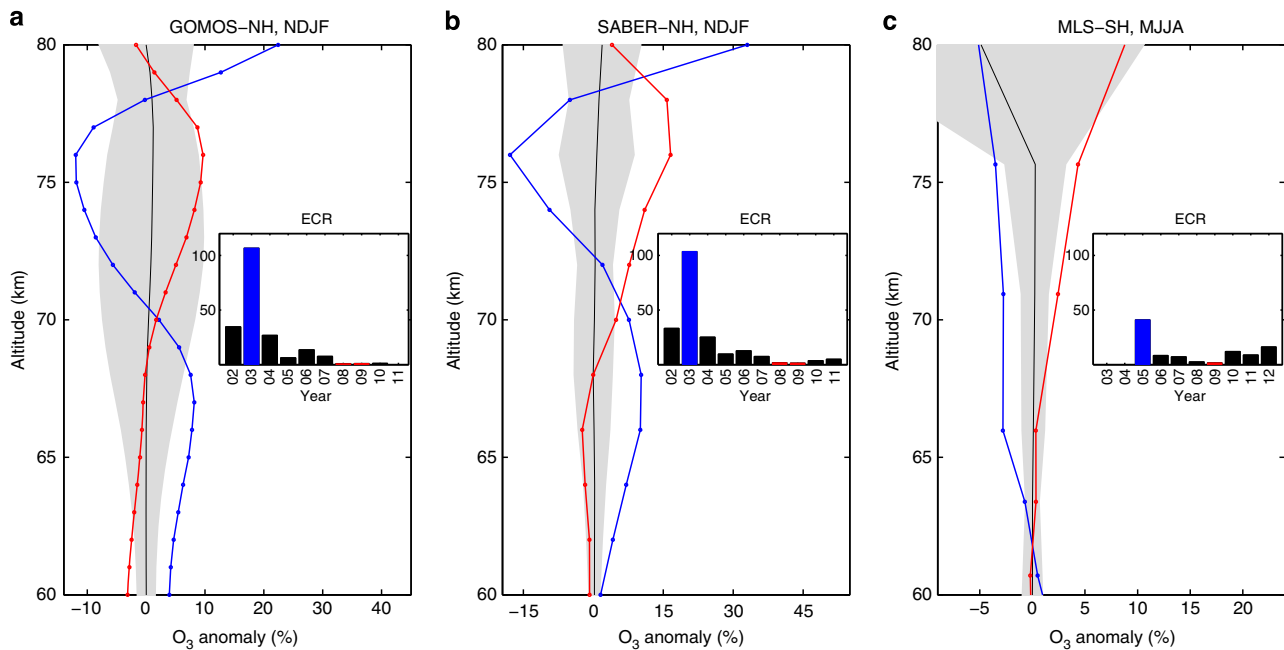 a
GOMOS−NH, NDJF
80
75
70
65
60
Altitude (km)
−10 0 10 20 30 40
O3 anomaly (%)
ECR
100
50
02 03 04 05 06 07 08 09 10 11
Year
b
SABER−NH, NDJF
80
75
70
65
60
Altitude (km)
−15 0 15 30 45
O3 anomaly (%)
ECR
100
50
02 03 04 05 06 07 08 09 10 11
Year
c
MLS−SH, MJJA
80
75
70
65
60
Altitude (km)
−5 0 5 10 15 20
O3 anomaly (%)
ECR
100
50
03 04 05 06 07 08 09 10 11 12
Year